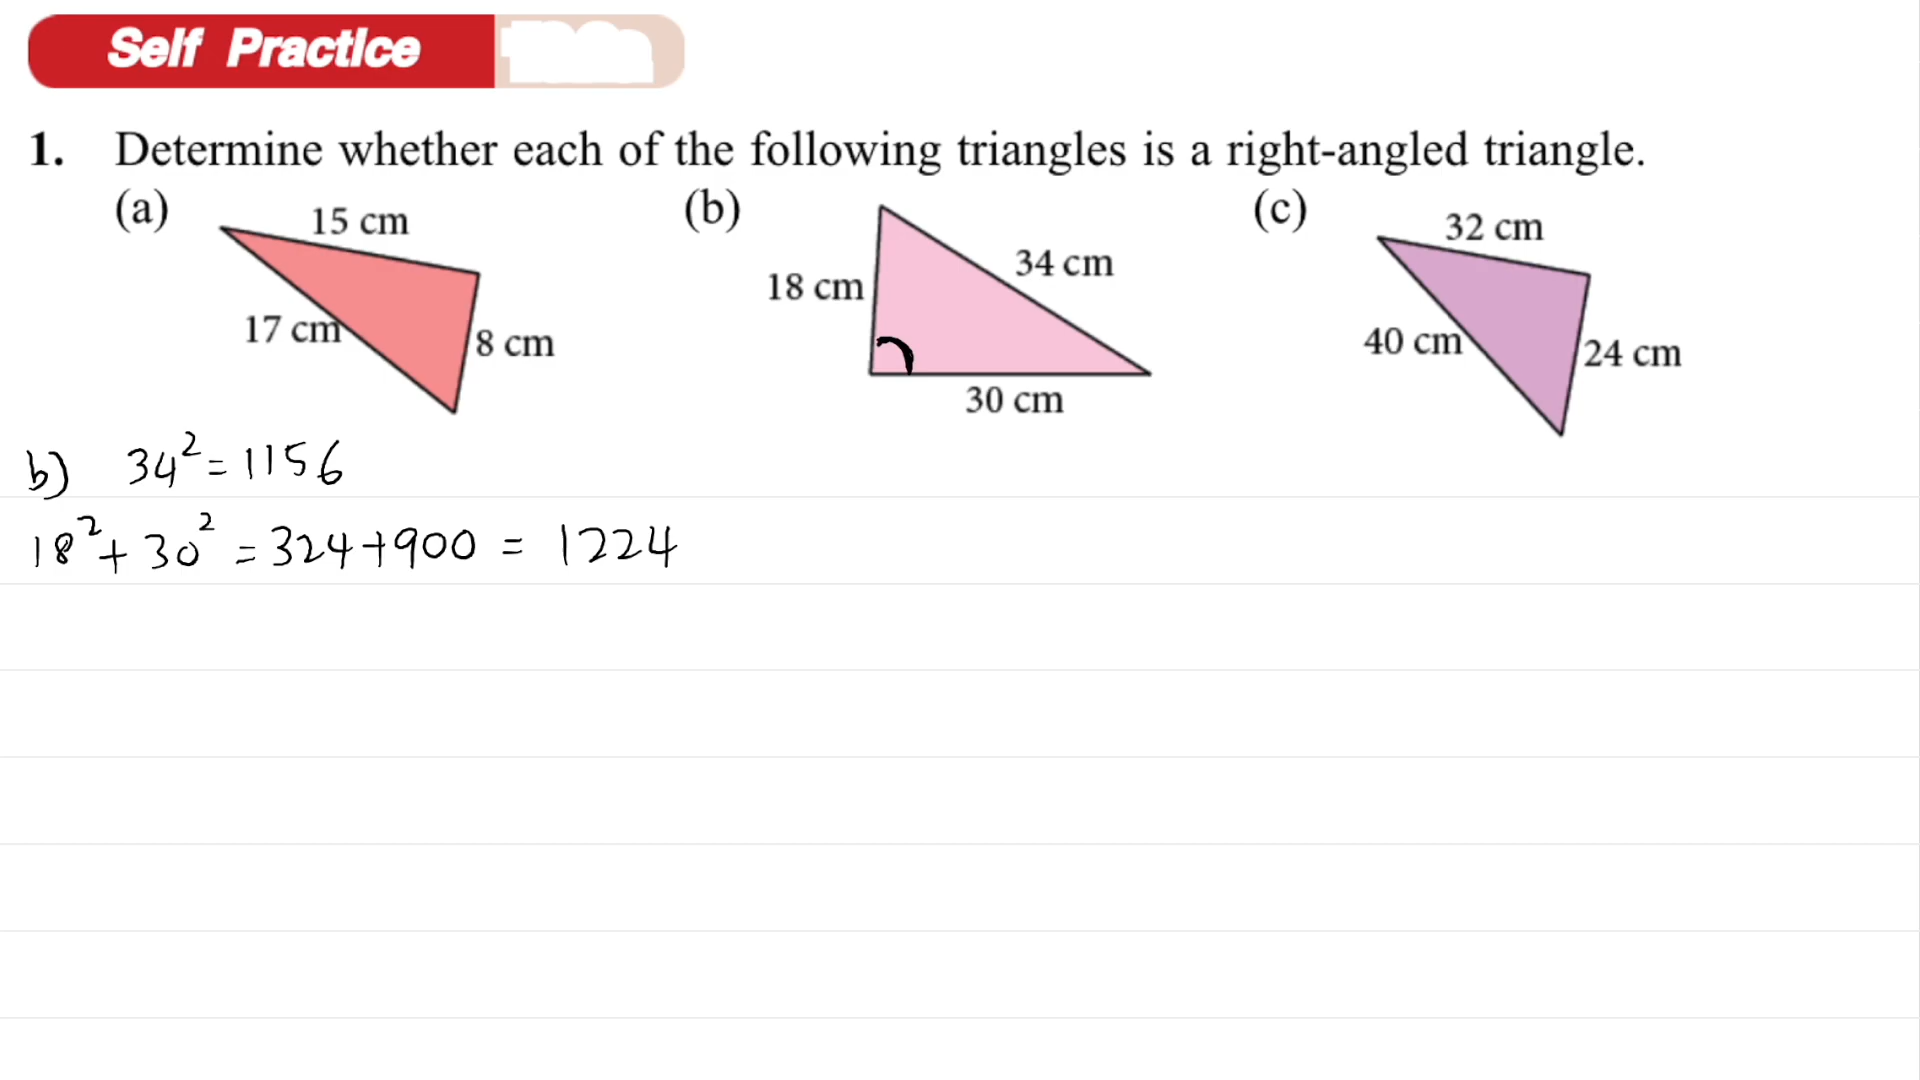 Self Practice
1. Determine whether each of the following triangles is a right-angled triangle.
(a) (b) (c)
15 cm
17 cm
8 cm
18 cm
34 cm
30 cm
32 cm
40 cm
24 cm
b) 34² = 1156
18² + 30² = 324+900 = 1224